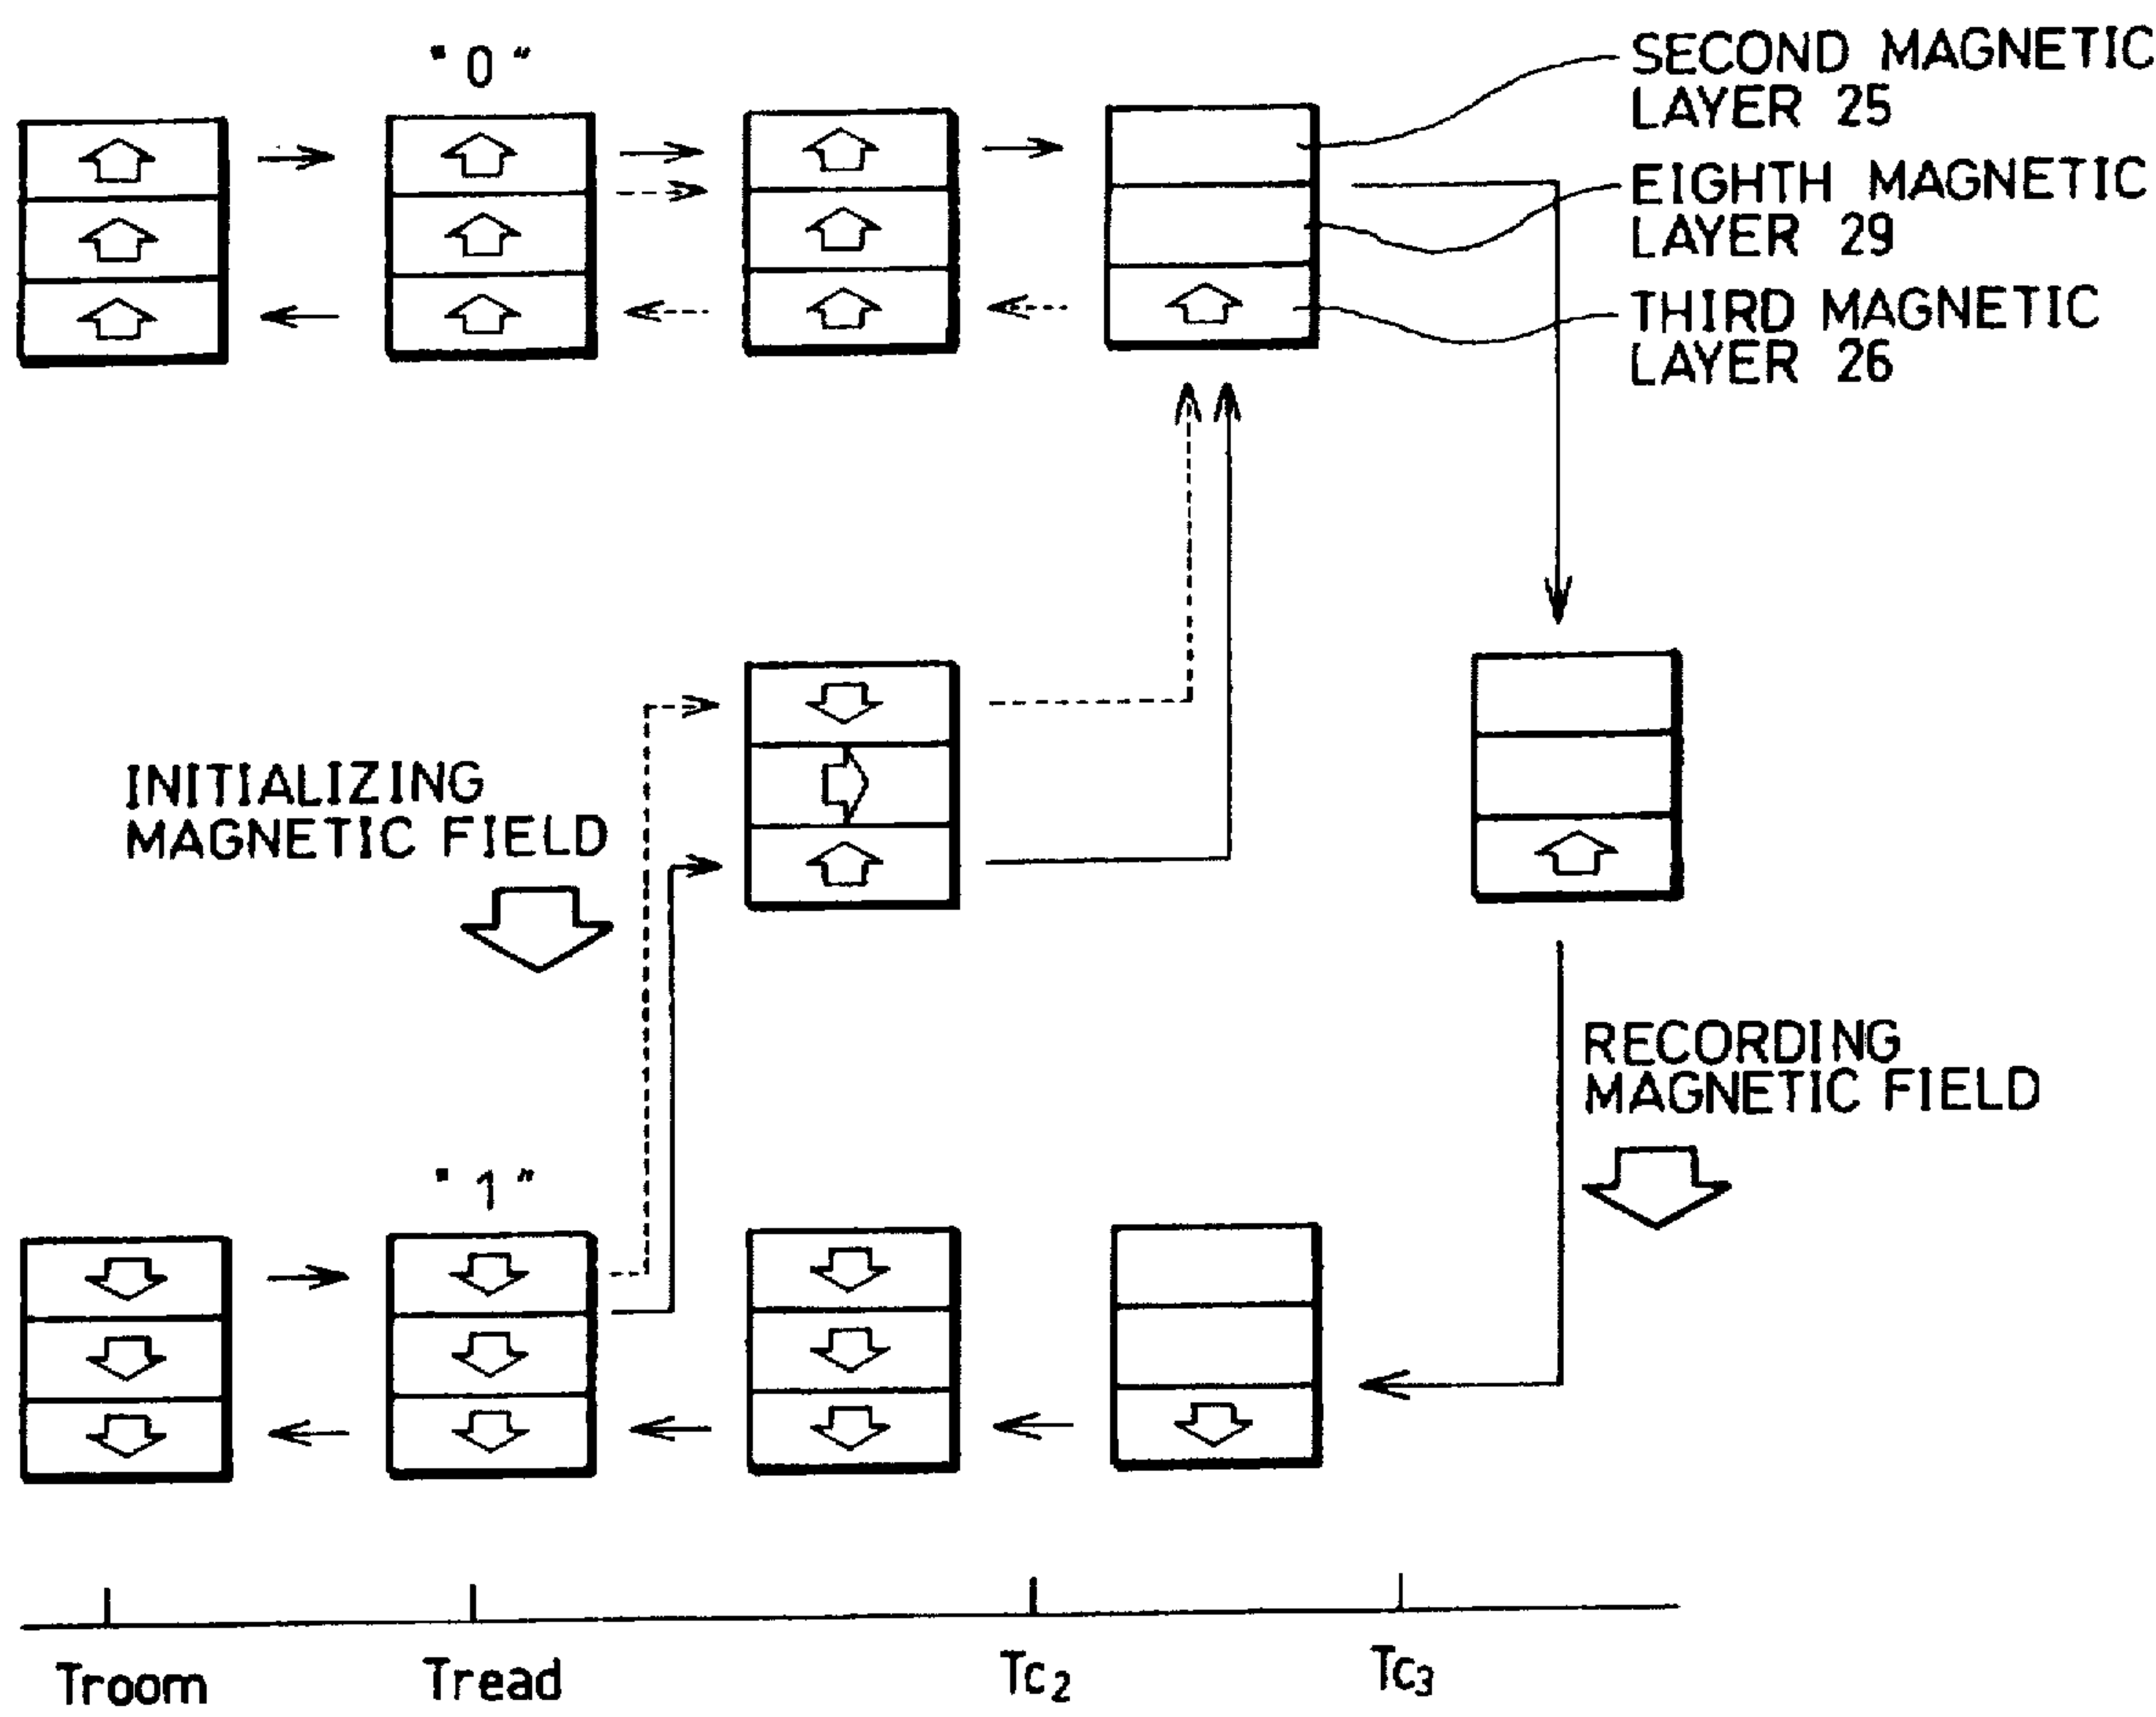 "0"
SECOND MAGNETIC
LAYER 25
EIGHTH MAGNETIC
LAYER 29
THIRD MAGNETIC
LAYER 26
INITIALIZING
MAGNETIC FIELD
RECORDING
MAGNETIC FIELD
"1"
Troom Tread Tc2 Tc3